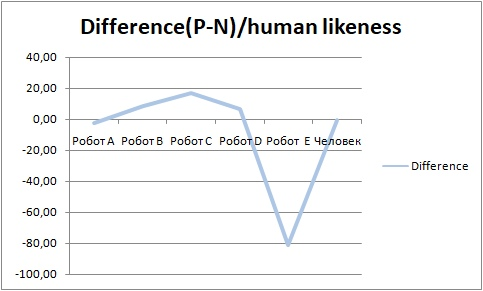 Difference(P-N)/human likeness
40,00
20,00
0,00
Робот A Робот B Робот C Робот D Робот E Человек
-20,00
-40,00
-60,00
-80,00
-100,00
Difference